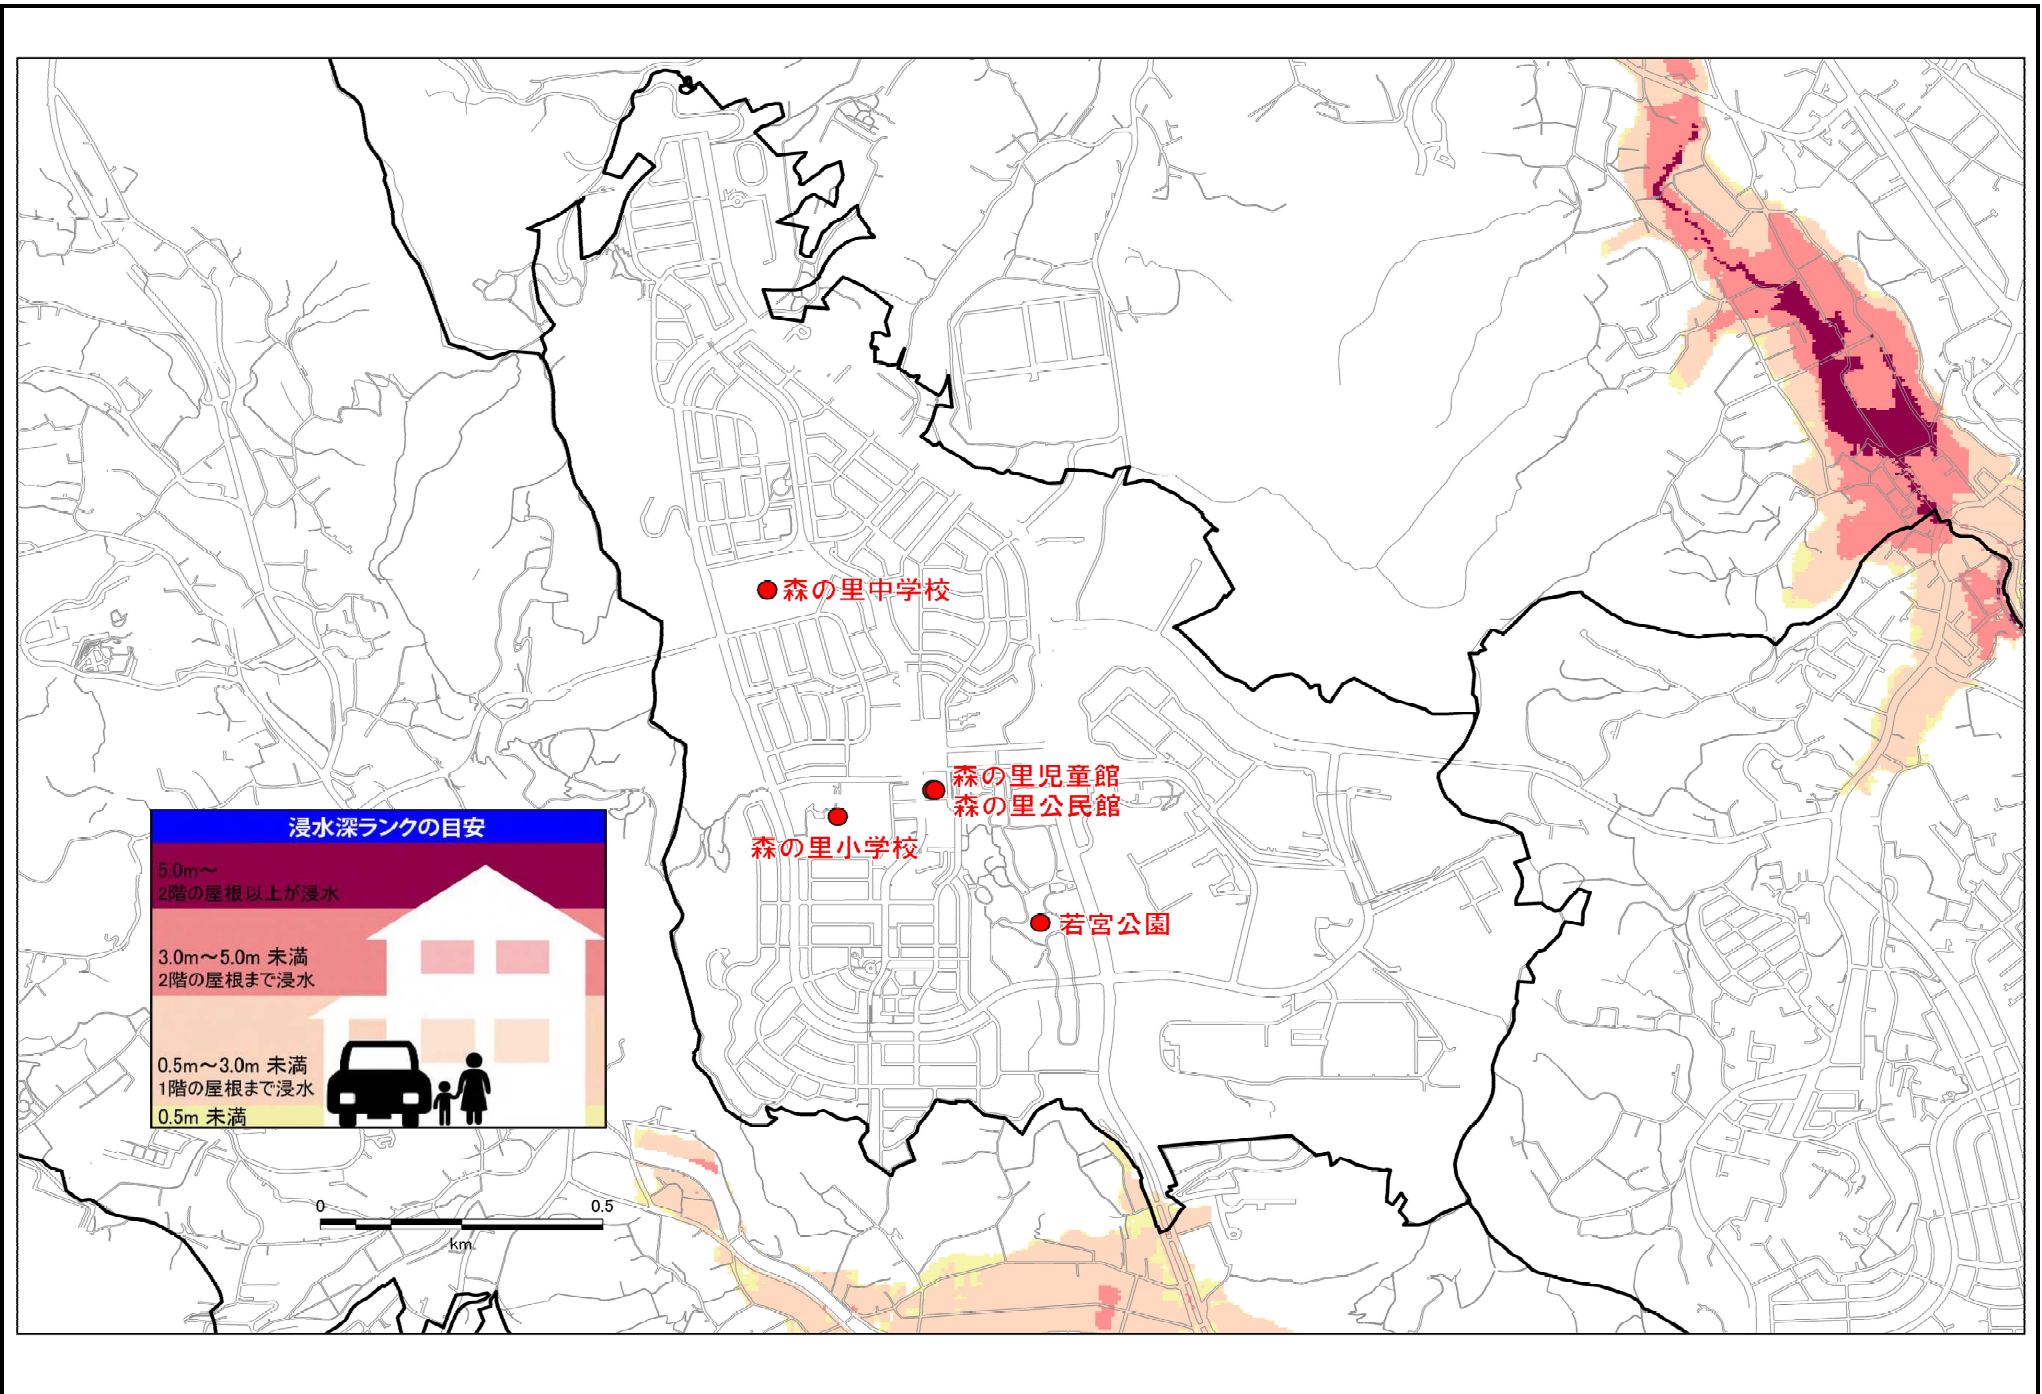 森の里中学校
森の里児童館
森の里公民館
森の里小学校
若宮公園
浸水深ランクの目安
5.0m～
2階の屋根以上が浸水
3.0m～5.0m 未満
2階の屋根まで浸水
0.5m～3.0m 未満
1階の屋根まで浸水
0.5m 未満
0 0.5
km